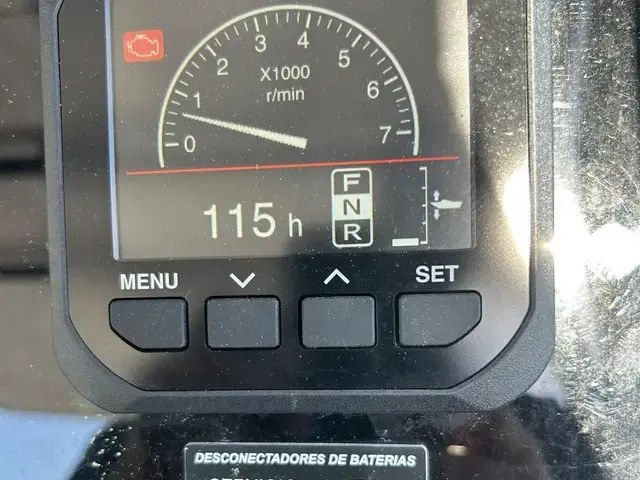 0 1 2 3 4 5 6 7
X1000
r/min
115 h
F
N
R
MENU SET
DESCONECTADORES DE BATERIAS